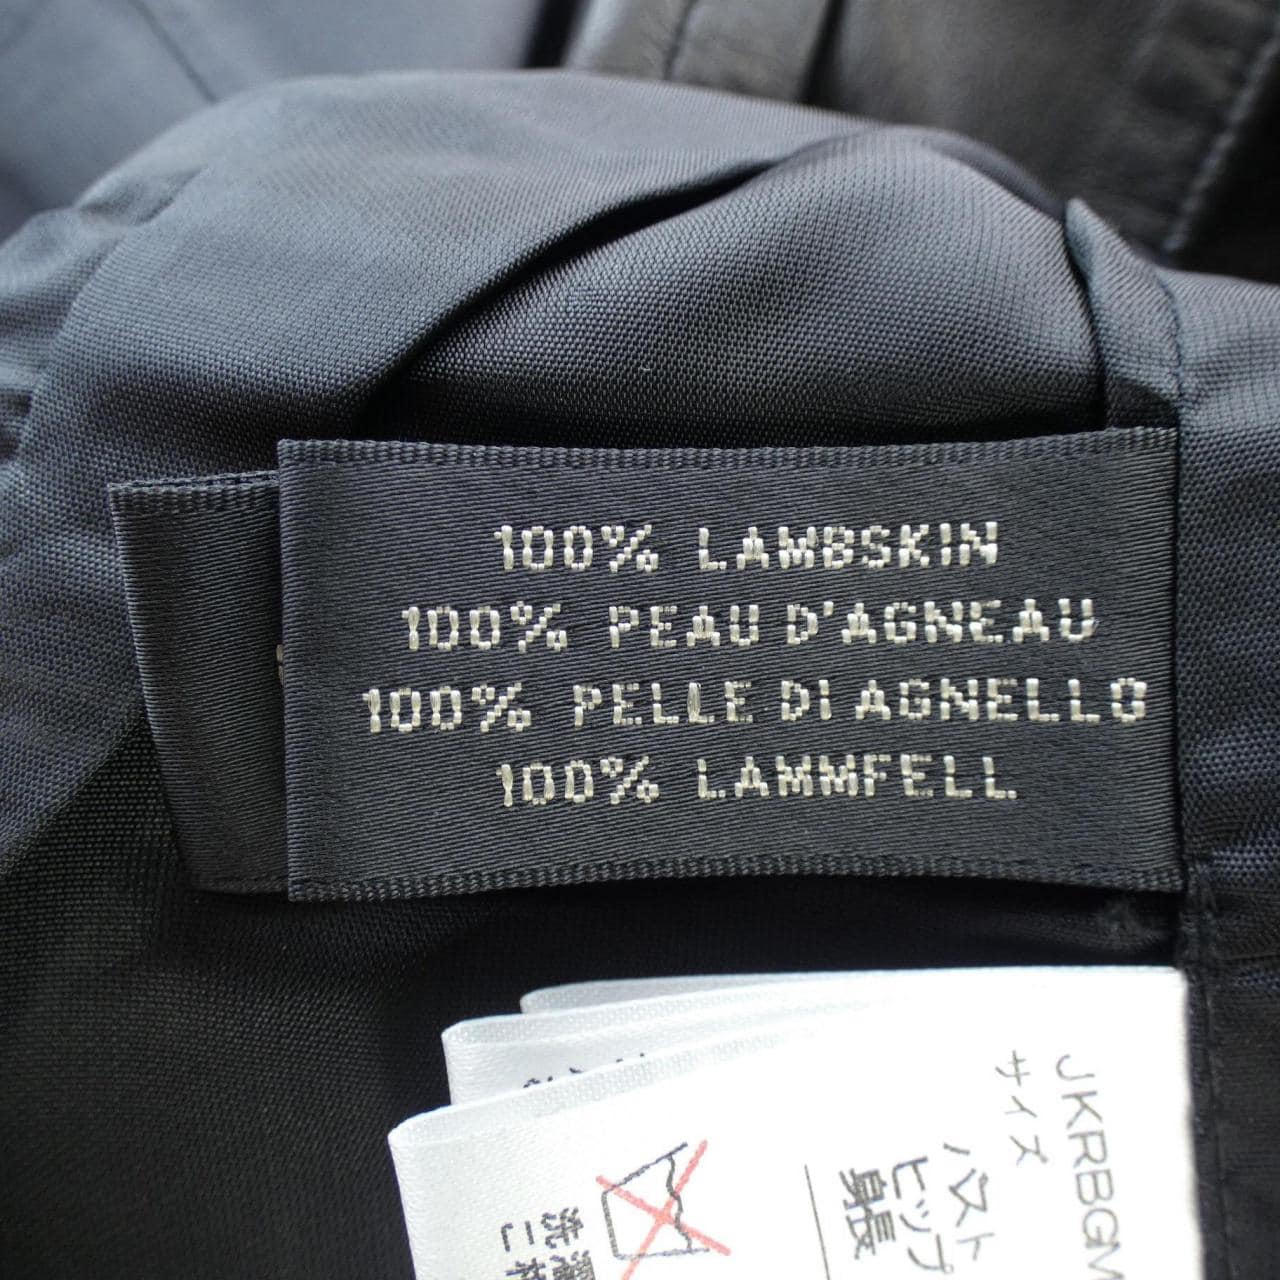 100% LAMBSKIN
100% PEAU D'AGNEAU
100% PELLE DI AGNELLO
100% LAMMFELL
JKRBGM
サイズ
バスト
ヒップ
身長